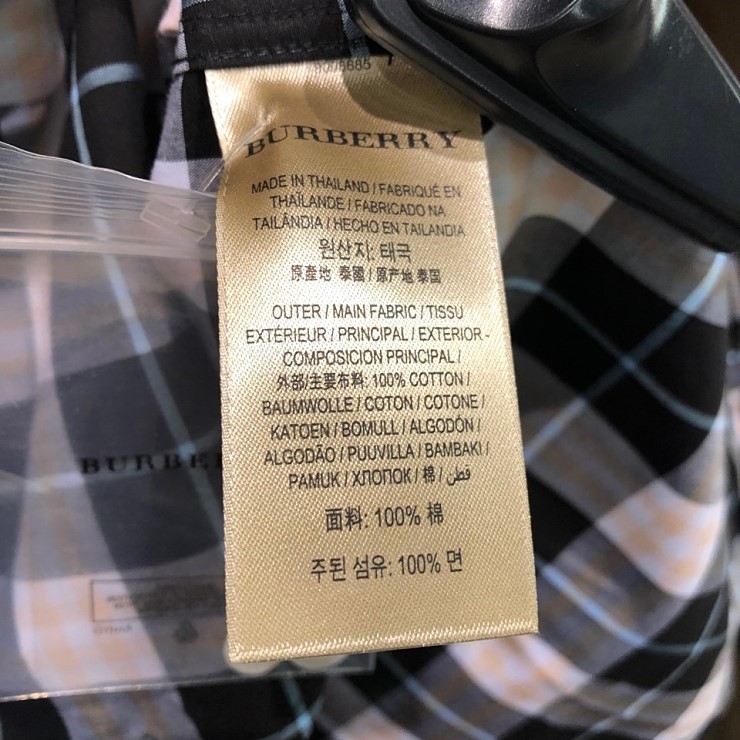 BURBERRY
MADE IN THAILAND / FABRIQUÉ EN
THAÏLANDE / FABRICADO NA
TAILÂNDIA / HECHO EN TAILANDIA
원산지: 태국
原產地 泰國 / 原产地 泰国
OUTER / MAIN FABRIC / TISSU
EXTÉRIEUR / PRINCIPAL / EXTERIOR -
COMPOSICION PRINCIPAL /
外部/主要布料: 100% COTTON /
BAUMWOLLE / COTON / COTONE /
KATOEN / BOMULL / ALGODÓN /
ALGODÃO / PUUVILLA / BAMBAKI /
PAMUK / ХЛОПОК / 棉 / قطن /
面料: 100% 棉
주된 섬유: 100% 면